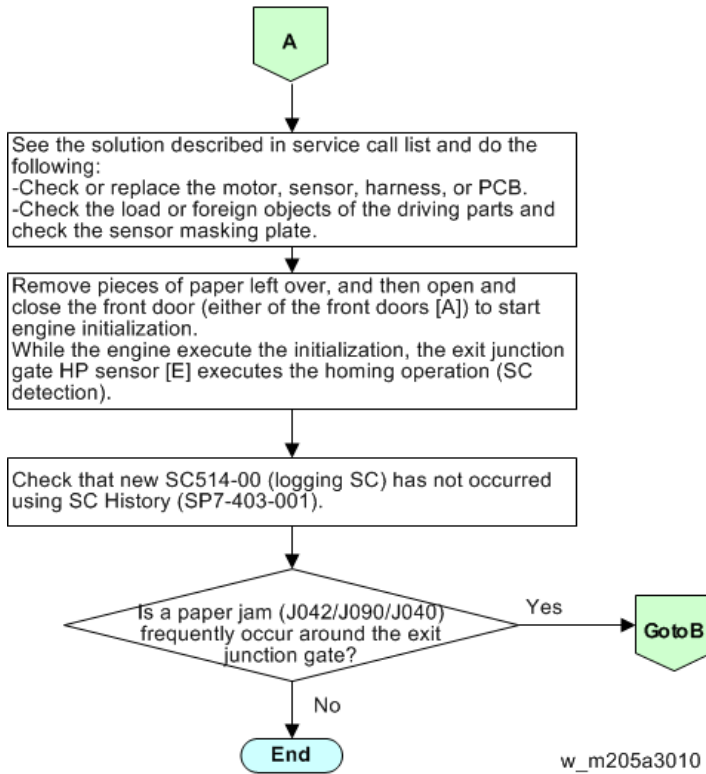 A
See the solution described in service call list and do the
following:
-Check or replace the motor, sensor, harness, or PCB.
-Check the load or foreign objects of the driving parts and
check the sensor masking plate.
Remove pieces of paper left over, and then open and
close the front door (either of the front doors [A]) to start
engine initialization.
While the engine execute the initialization, the exit junction
gate HP sensor [E] executes the homing operation (SC
detection).
Check that new SC514-00 (logging SC) has not occurred
using SC History (SP7-403-001).
Is a paper jam (J042/J090/J040)
frequently occur around the exit
junction gate?
Yes
Go to B
No
End
w_m205a3010